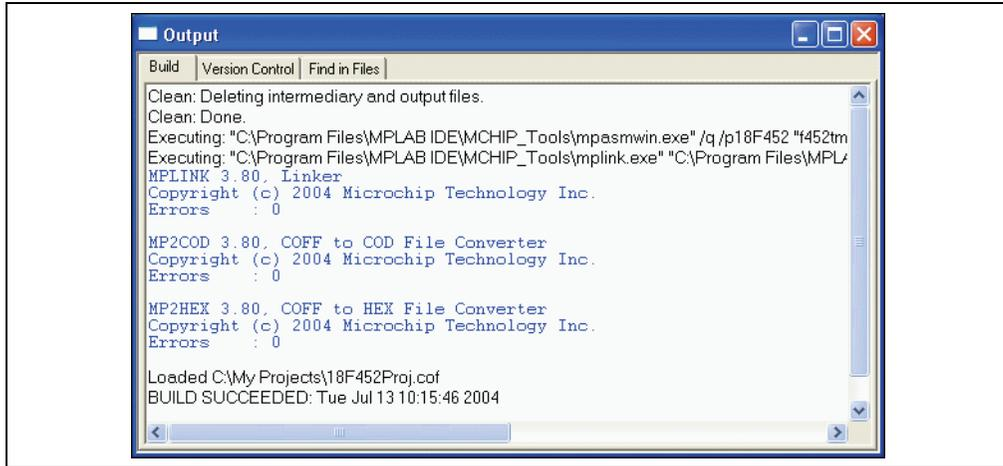 Output
Build Version Control Find in Files
Clean: Deleting intermediary and output files.
Clean: Done.
Executing: "C:\Program Files\MPLAB IDE\MCHIP_Tools\mpasmwin.exe" /q /p18F452 "f452tm
Executing: "C:\Program Files\MPLAB IDE\MCHIP_Tools\mplink.exe" "C:\Program Files\MPLA
MPLINK 3.80, Linker
Copyright (c) 2004 Microchip Technology Inc.
Errors : 0
MP2COD 3.80, COFF to COD File Converter
Copyright (c) 2004 Microchip Technology Inc.
Errors : 0
MP2HEX 3.80, COFF to HEX File Converter
Copyright (c) 2004 Microchip Technology Inc.
Errors : 0
Loaded C:\My Projects\18F452Proj.cof
BUILD SUCCEEDED: Tue Jul 13 10:15:46 2004